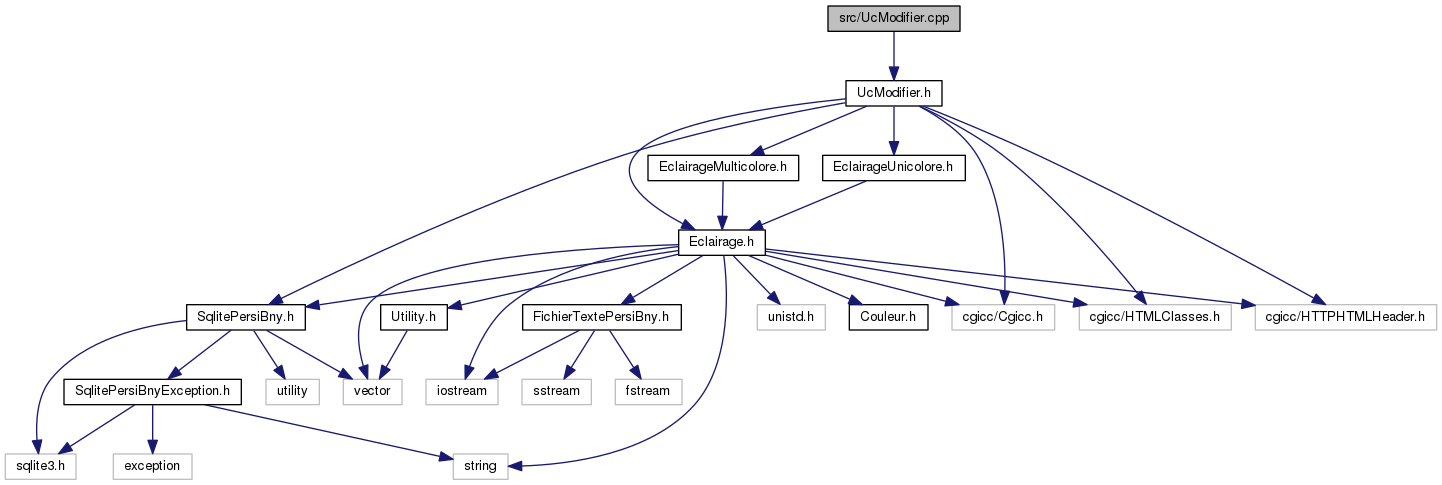 src/UcModifier.cpp
UcModifier.h
EclairageMulticolore.h
EclairageUnicolore.h
Eclairage.h
SqlitePersiBny.h
Utility.h
FichierTextePersiBny.h
unistd.h
Couleur.h
cgicc/Cgicc.h
cgicc/HTMLClasses.h
cgicc/HTTPHTMLHeader.h
SqlitePersiBnyException.h
utility
vector
iostream
sstream
fstream
sqlite3.h
exception
string